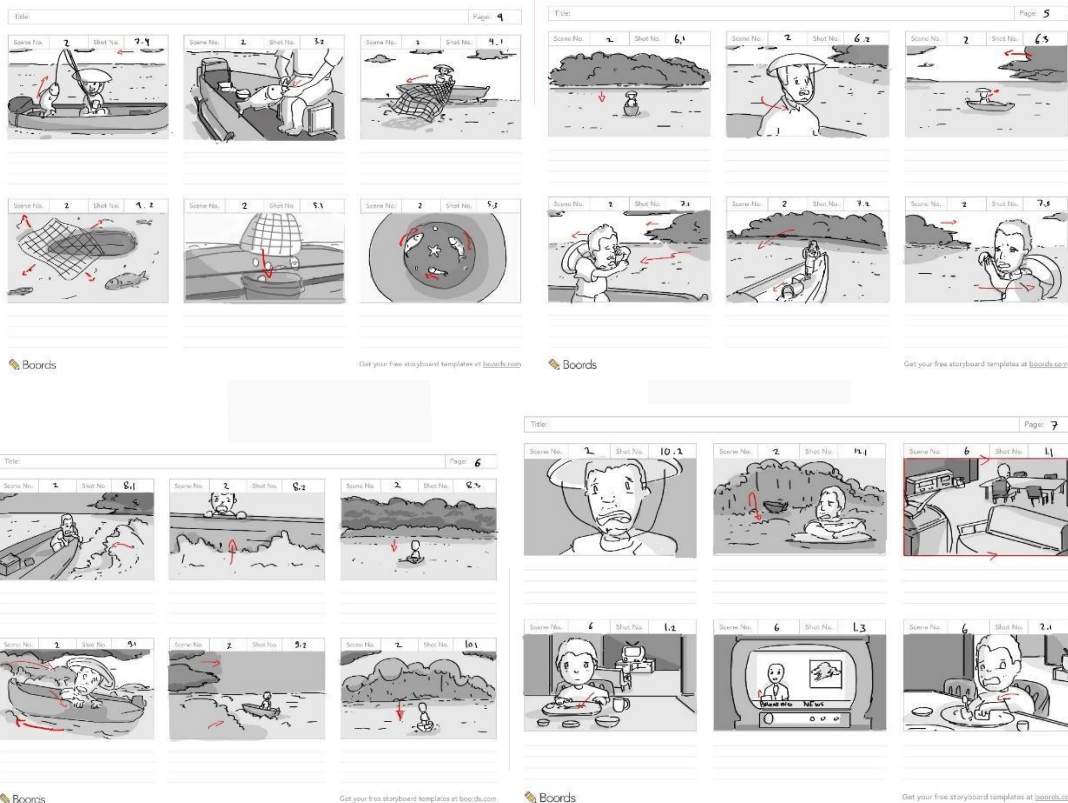 Title: Page: 4
Scene No. 2 Shot No. 7.4 Scene No. 2 Shot No. 3.2 Scene No. 2 Shot No. 4.1
Scene No. 2 Shot No. 4.2 Scene No. 2 Shot No. 5.1 Scene No. 2 Shot No. 5.3
Boords Get your free storyboard templates at boords.com
Title: Page: 5
Scene No. 2 Shot No. 6.1 Scene No. 2 Shot No. 6.2 Scene No. 2 Shot No. 6.3
Scene No. 2 Shot No. 7.1 Scene No. 2 Shot No. 7.2 Scene No. 2 Shot No. 7.3
Boords Get your free storyboard templates at boords.com
Title: Page: 6
Scene No. 2 Shot No. 8.1 Scene No. 2 Shot No. 8.2 Scene No. 2 Shot No. 8.3
Scene No. 2 Shot No. 9.1 Scene No. 2 Shot No. 9.2 Scene No. 2 Shot No. 10.1
Boords Get your free storyboard templates at boords.com
Title: Page: 7
Scene No. 2 Shot No. 10.2 Scene No. 2 Shot No. 12.1 Scene No. 6 Shot No. 1.1
Scene No. 6 Shot No. 1.2 Scene No. 6 Shot No. 1.3 Scene No. 6 Shot No. 2.1
BREAKING NEWS
Boords Get your free storyboard templates at boords.com